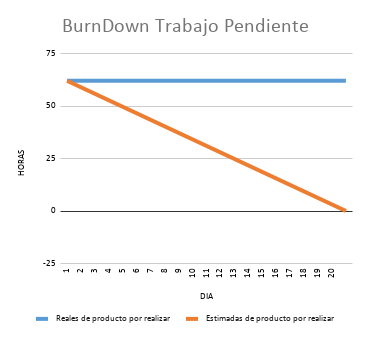 BurnDown Trabajo Pendiente
75
50
25
0
-25
HORAS
1 2 3 4 5 6 7 8 9 10 11 12 13 14 15 16 17 18 19 20
DIA
Reales de producto por realizar Estimadas de producto por realizar